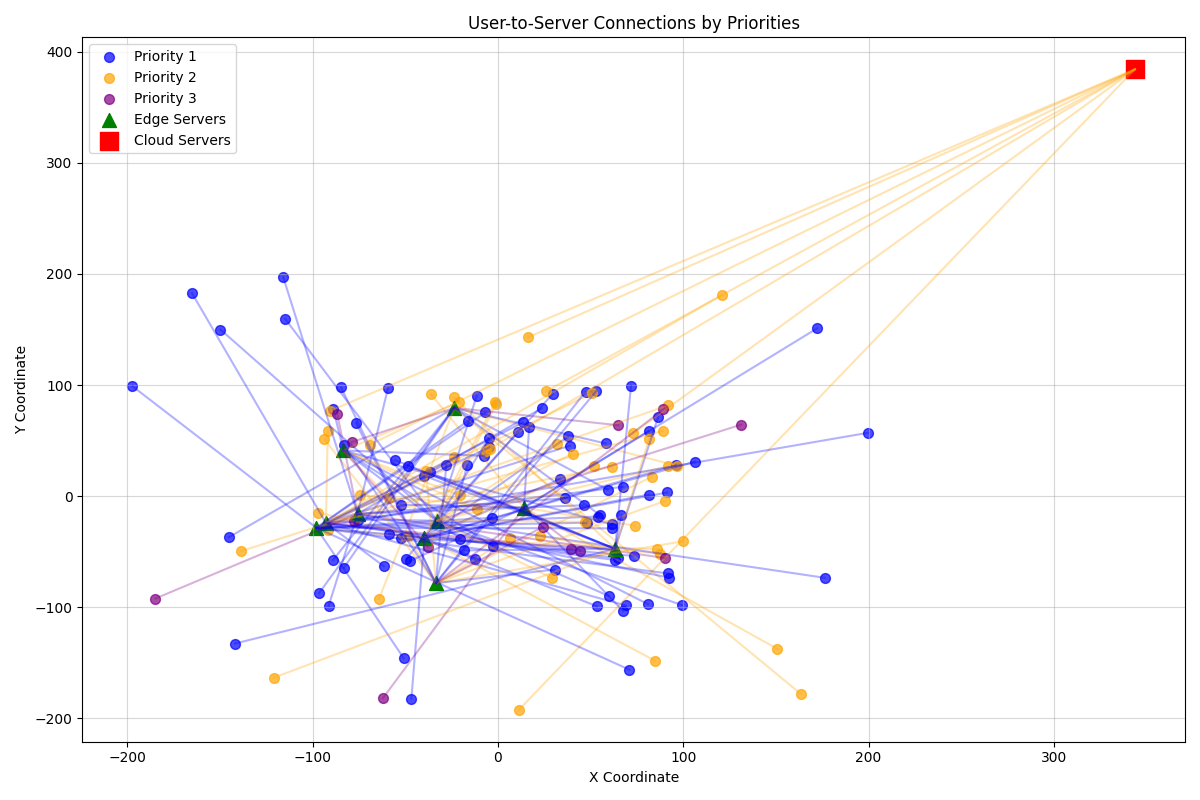 User-to-Server Connections by Priorities
Priority 1
Priority 2
Priority 3
Edge Servers
Cloud Servers
Y Coordinate
400
300
200
100
0
−100
−200
−200
−100
0
100
200
300
X Coordinate